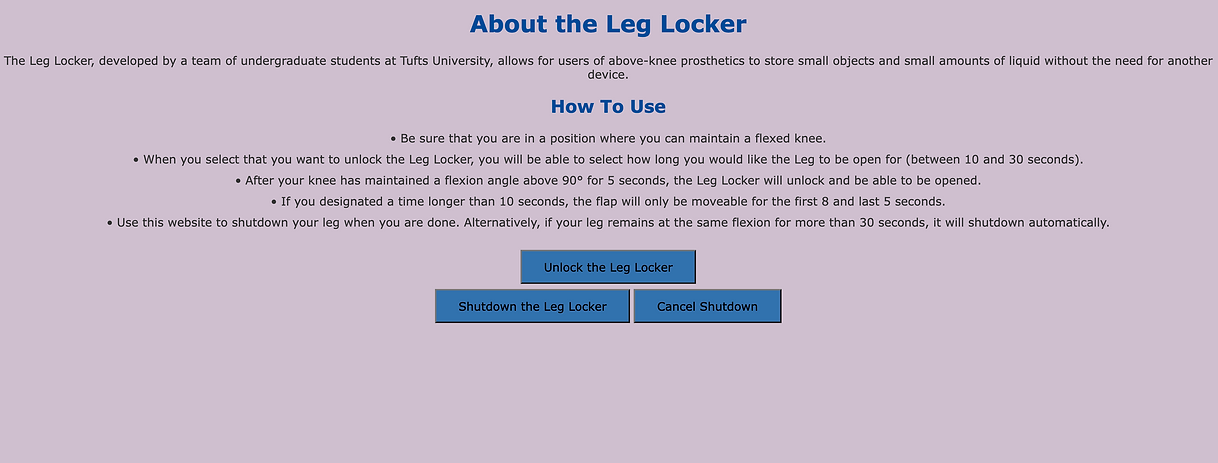 About the Leg Locker
The Leg Locker, developed by a team of undergraduate students at Tufts University, allows for users of above-knee prosthetics to store small objects and small amounts of liquid without the need for another
device.
How To Use
• Be sure that you are in a position where you can maintain a flexed knee.
• When you select that you want to unlock the Leg Locker, you will be able to select how long you would like the Leg to be open for (between 10 and 30 seconds).
• After your knee has maintained a flexion angle above 90° for 5 seconds, the Leg Locker will unlock and be able to be opened.
• If you designated a time longer than 10 seconds, the flap will only be moveable for the first 8 and last 5 seconds.
• Use this website to shutdown your leg when you are done. Alternatively, if your leg remains at the same flexion for more than 30 seconds, it will shutdown automatically.
Unlock the Leg Locker
Shutdown the Leg Locker Cancel Shutdown